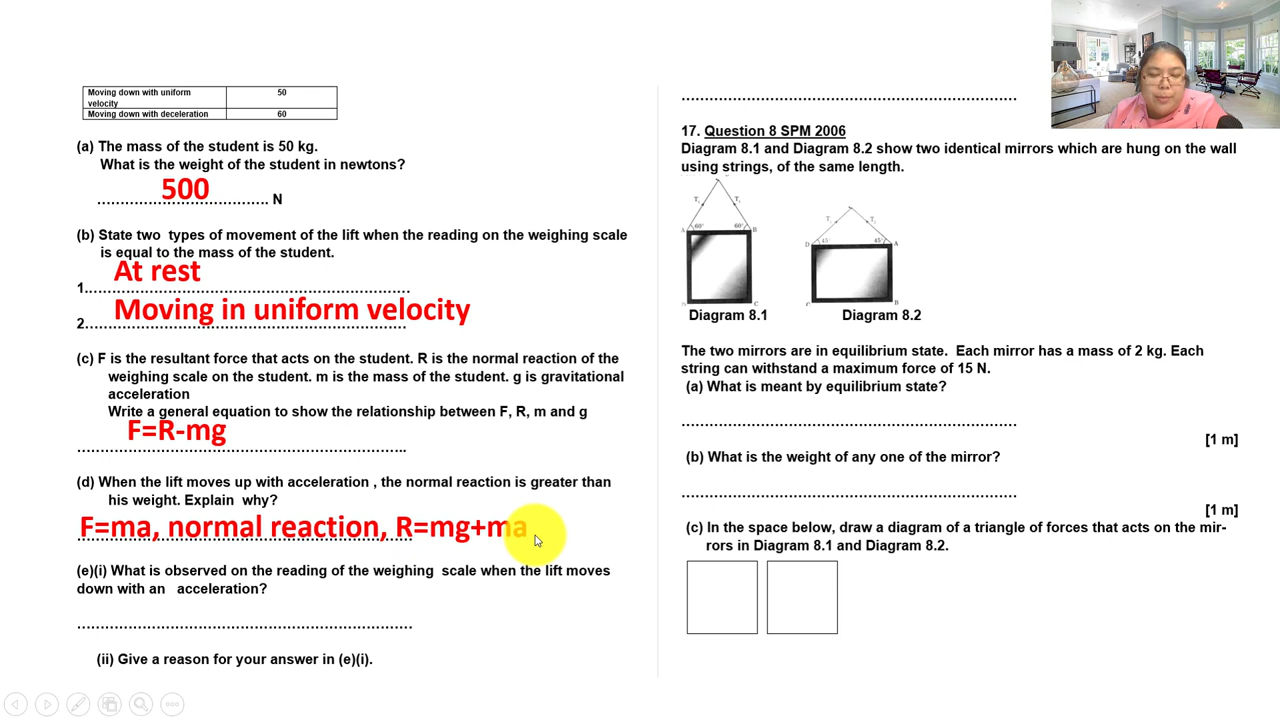 Moving down with uniform 50
velocity
Moving down with deceleration 60
(a) The mass of the student is 50 kg.
What is the weight of the student in newtons?
500
………………………………. N
(b) State two types of movement of the lift when the reading on the weighing scale
is equal to the mass of the student.
At rest
1……………………………………………………………
Moving in uniform velocity
2……………………………………………………………
(c) F is the resultant force that acts on the student. R is the normal reaction of the
weighing scale on the student. m is the mass of the student. g is gravitational
acceleration
Write a general equation to show the relationship between F, R, m and g
F=R-mg
……………………………………………………………..
(d) When the lift moves up with acceleration , the normal reaction is greater than
his weight. Explain why?
F=ma, normal reaction, R=mg+ma
………………………………………………………………
(e)(i) What is observed on the reading of the weighing scale when the lift moves
down with an acceleration?
………………………………………………………………
(ii) Give a reason for your answer in (e)(i).
………………………………………………………………
17. Question 8 SPM 2006
Diagram 8.1 and Diagram 8.2 show two identical mirrors which are hung on the wall
using strings, of the same length.
A 60° 60° B
D 45 45° A
C
C B
Diagram 8.1 Diagram 8.2
The two mirrors are in equilibrium state. Each mirror has a mass of 2 kg. Each
string can withstand a maximum force of 15 N.
(a) What is meant by equilibrium state?
………………………………………………………………
[1 m]
(b) What is the weight of any one of the mirror?
………………………………………………………………
[1 m]
(c) In the space below, draw a diagram of a triangle of forces that acts on the mir-
rors in Diagram 8.1 and Diagram 8.2.